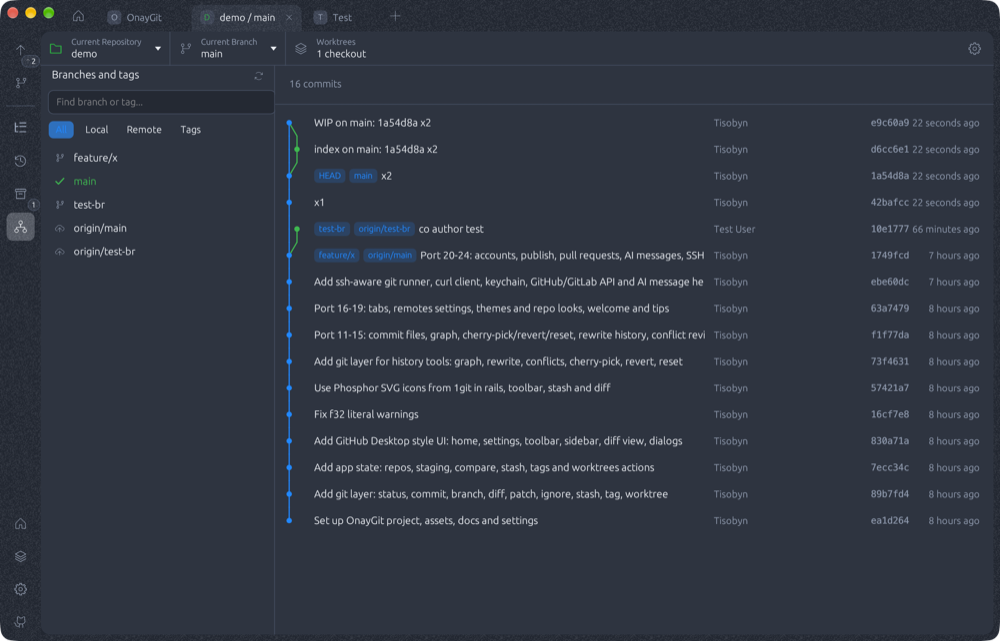 O OnayGit
D demo / main ×
T Test
+
Current Repository
demo
Current Branch
main
Worktrees
1 checkout
2
1
Branches and tags
Find branch or tag...
All Local Remote Tags
feature/x
main
test-br
origin/main
origin/test-br
16 commits
WIP on main: 1a54d8a x2 Tisobyn e9c60a9 22 seconds ago
index on main: 1a54d8a x2 Tisobyn d6cc6e1 22 seconds ago
HEAD main x2 Tisobyn 1a54d8a 22 seconds ago
x1 Tisobyn 42bafcc 22 seconds ago
test-br origin/test-br co author test Test User 10e1777 66 minutes ago
feature/x origin/main Port 20-24: accounts, publish, pull requests, AI messages, SSH Tisobyn 1749fcd 7 hours ago
Add ssh-aware git runner, curl client, keychain, GitHub/GitLab API and AI message he Tisobyn ebe60dc 7 hours ago
Port 16-19: tabs, remotes settings, themes and repo looks, welcome and tips Tisobyn 63a7479 8 hours ago
Port 11-15: commit files, graph, cherry-pick/revert/reset, rewrite history, conflict revi Tisobyn f1f77da 8 hours ago
Add git layer for history tools: graph, rewrite, conflicts, cherry-pick, revert, reset Tisobyn 73f4631 8 hours ago
Use Phosphor SVG icons from 1git in rails, toolbar, stash and diff Tisobyn 57421a7 8 hours ago
Fix f32 literal warnings Tisobyn 16cf7e8 8 hours ago
Add GitHub Desktop style UI: home, settings, toolbar, sidebar, diff view, dialogs Tisobyn 830a71a 8 hours ago
Add app state: repos, staging, compare, stash, tags and worktrees actions Tisobyn 7ecc34c 8 hours ago
Add git layer: status, commit, branch, diff, patch, ignore, stash, tag, worktree Tisobyn 89b7fd4 8 hours ago
Set up OnayGit project, assets, docs and settings Tisobyn ea1d264 8 hours ago